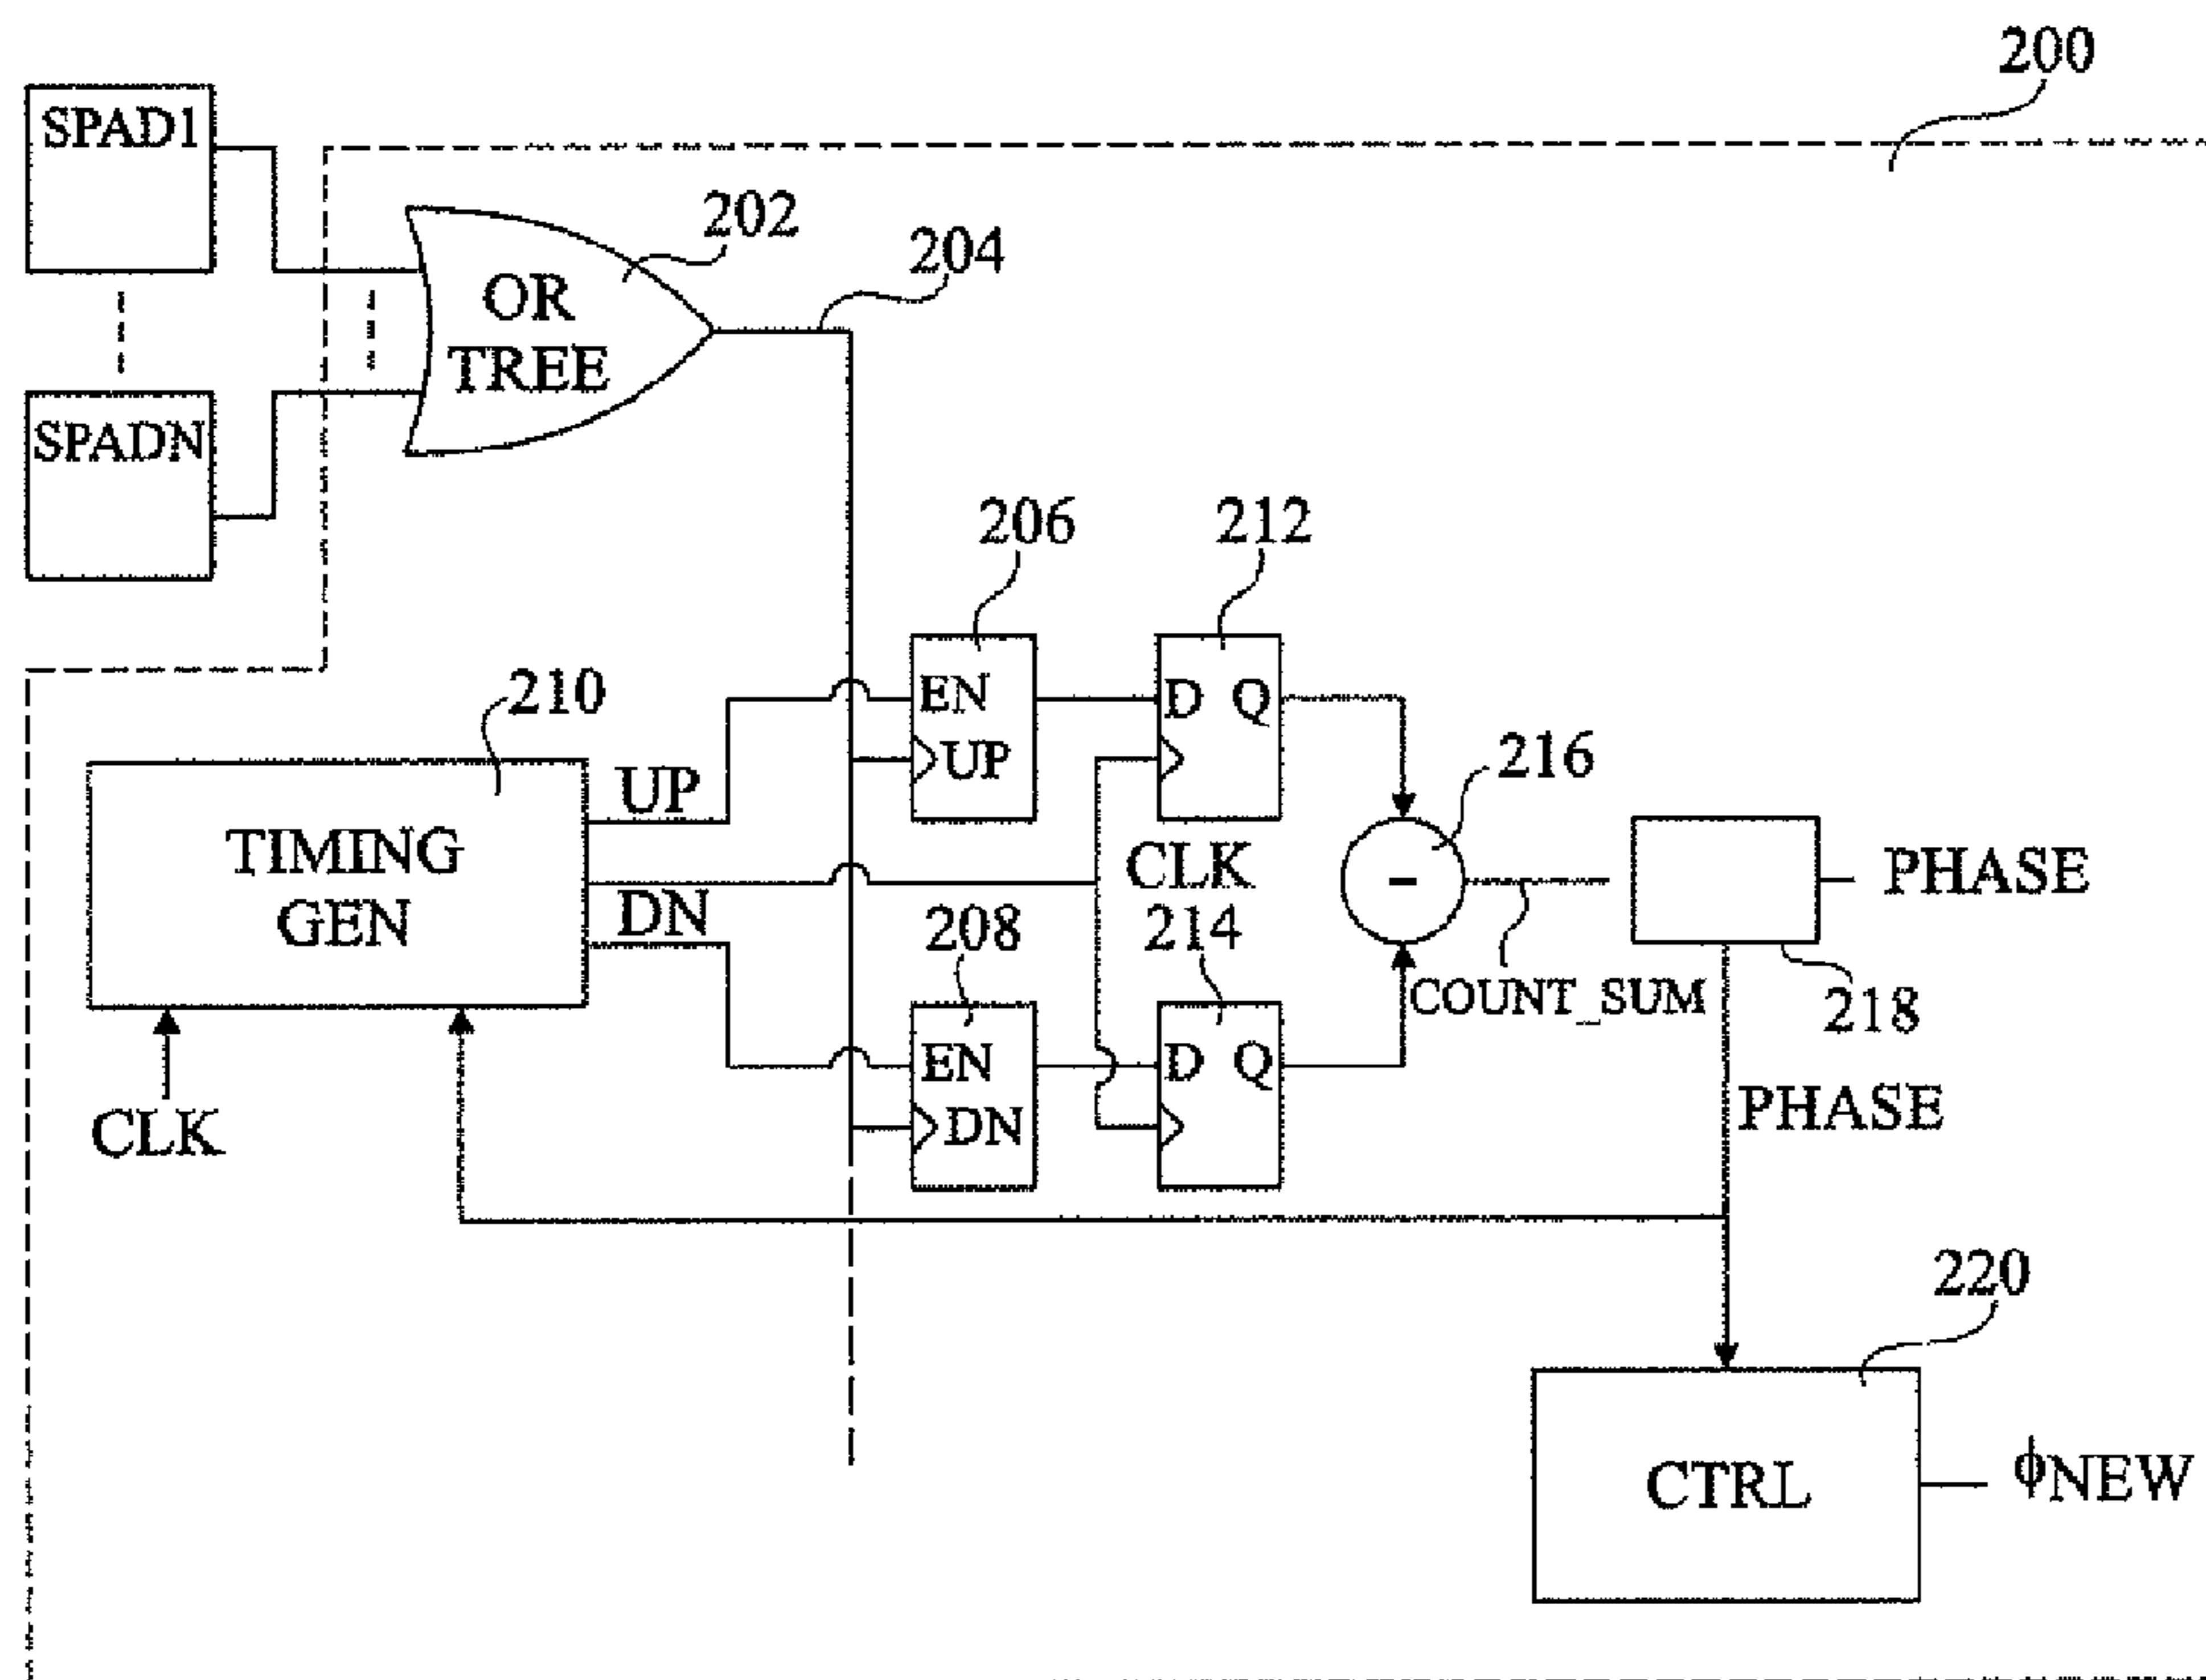 200
SPAD1
202
204
OR
TREE
SPADN
206
212
210
EN
D Q
UP
UP
216
TIMING
GEN
CLK
-
PHASE
DN
208
214
COUNT_SUM
218
EN
D Q
DN
PHASE
CLK
220
CTRL
ϕNEW